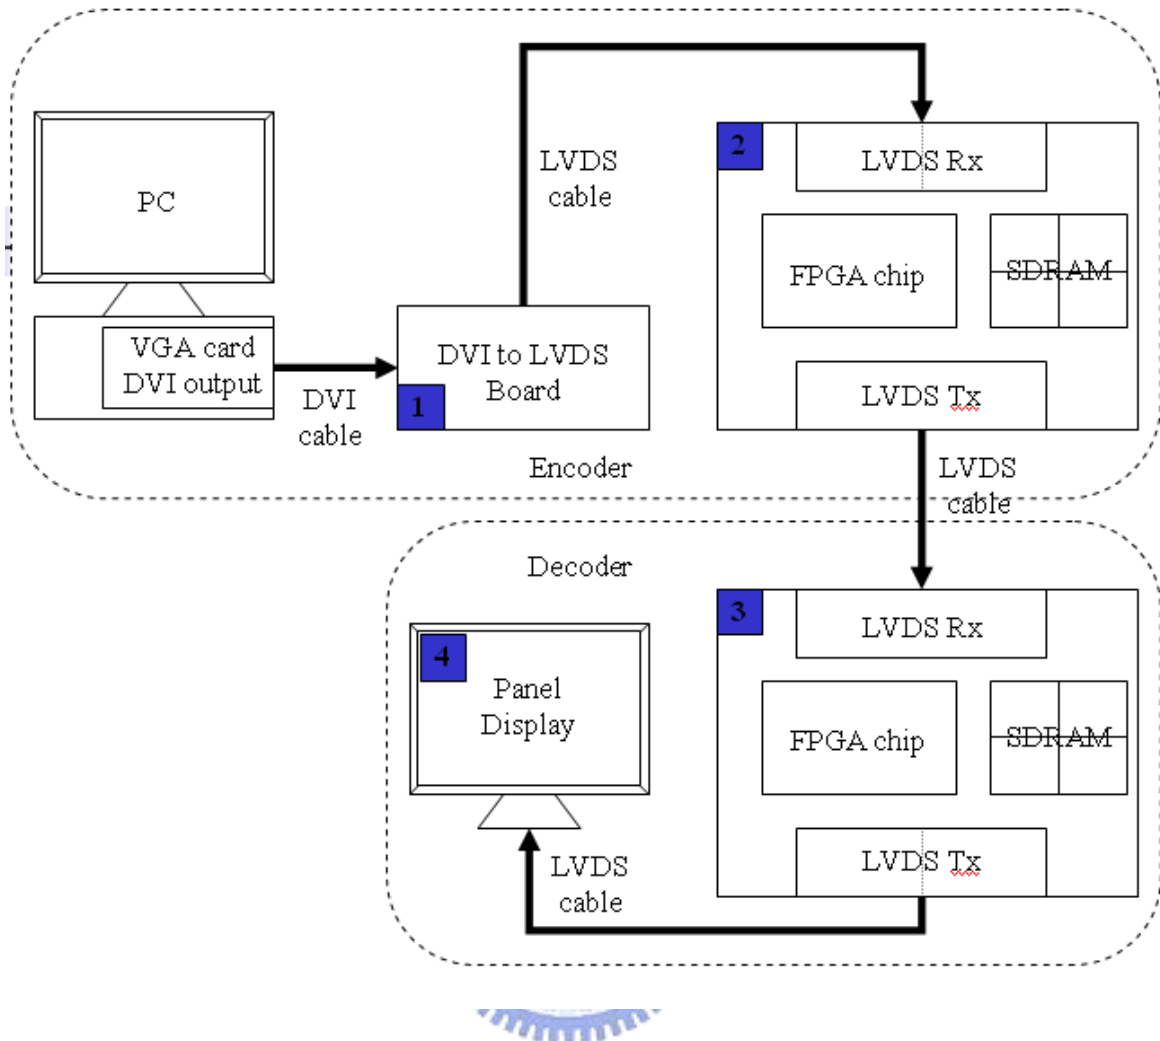 PC
VGA card
DVI output
DVI
cable
DVI to LVDS
Board
1
LVDS
cable
2
LVDS Rx
FPGA chip
SDRAM
LVDS Tx
Encoder
LVDS
cable
Decoder
3
LVDS Rx
FPGA chip
SDRAM
LVDS Tx
4
Panel
Display
LVDS
cable